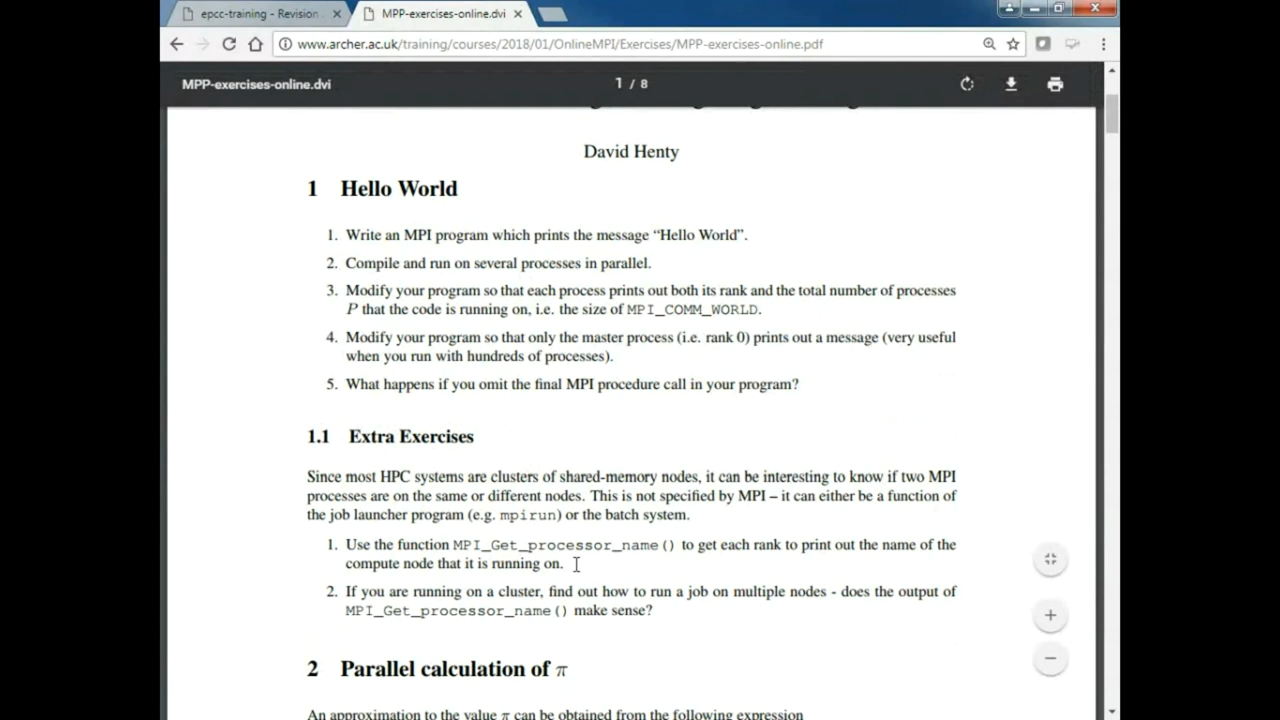 epcc-training - Revision
MPP-exercises-online.dvi
www.archer.ac.uk/training/courses/2018/01/OnlineMPI/Exercises/MPP-exercises-online.pdf
MPP-exercises-online.dvi
1 / 8
David Henty
1 Hello World
1. Write an MPI program which prints the message “Hello World”.
2. Compile and run on several processes in parallel.
3. Modify your program so that each process prints out both its rank and the total number of processes
P that the code is running on, i.e. the size of MPI_COMM_WORLD.
4. Modify your program so that only the master process (i.e. rank 0) prints out a message (very useful
when you run with hundreds of processes).
5. What happens if you omit the final MPI procedure call in your program?
1.1 Extra Exercises
Since most HPC systems are clusters of shared-memory nodes, it can be interesting to know if two MPI
processes are on the same or different nodes. This is not specified by MPI – it can either be a function of
the job launcher program (e.g. mpirun) or the batch system.
1. Use the function MPI_Get_processor_name() to get each rank to print out the name of the
compute node that it is running on.
2. If you are running on a cluster, find out how to run a job on multiple nodes - does the output of
MPI_Get_processor_name() make sense?
2 Parallel calculation of π
An approximation to the value π can be obtained from the following expression